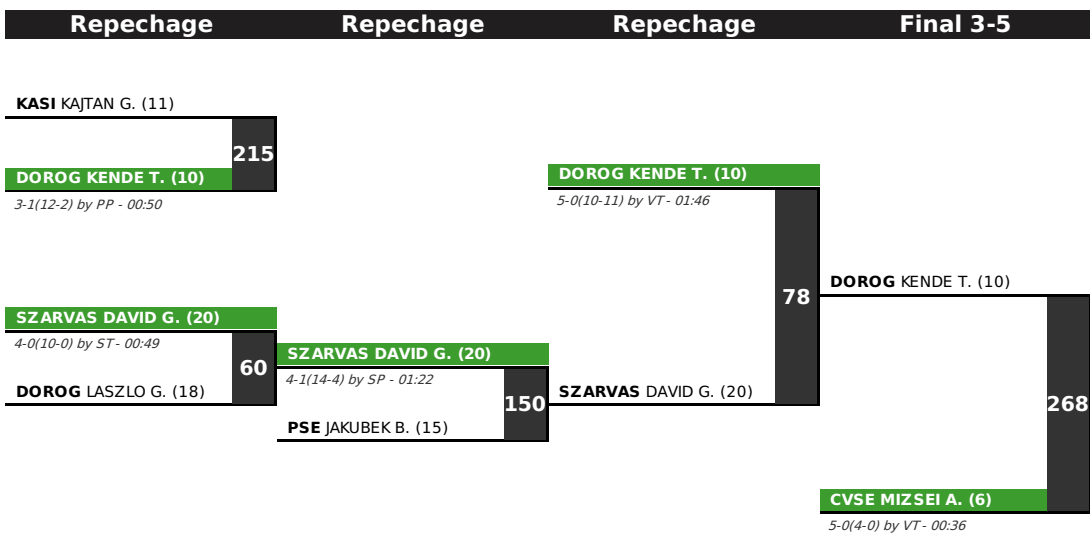 Repechage
Repechage
Repechage
Final 3-5
KASI KAJTAN G. (11)
215
DOROG KENDE T. (10)
3-1(12-2) by PP - 00:50
SZARVAS DAVID G. (20)
4-0(10-0) by ST - 00:49
60
DOROG LASZLO G. (18)
SZARVAS DAVID G. (20)
4-1(14-4) by SP - 01:22
150
PSE JAKUBEK B. (15)
DOROG KENDE T. (10)
5-0(10-11) by VT - 01:46
78
SZARVAS DAVID G. (20)
DOROG KENDE T. (10)
268
CVSE MIZSEI A. (6)
5-0(4-0) by VT - 00:36